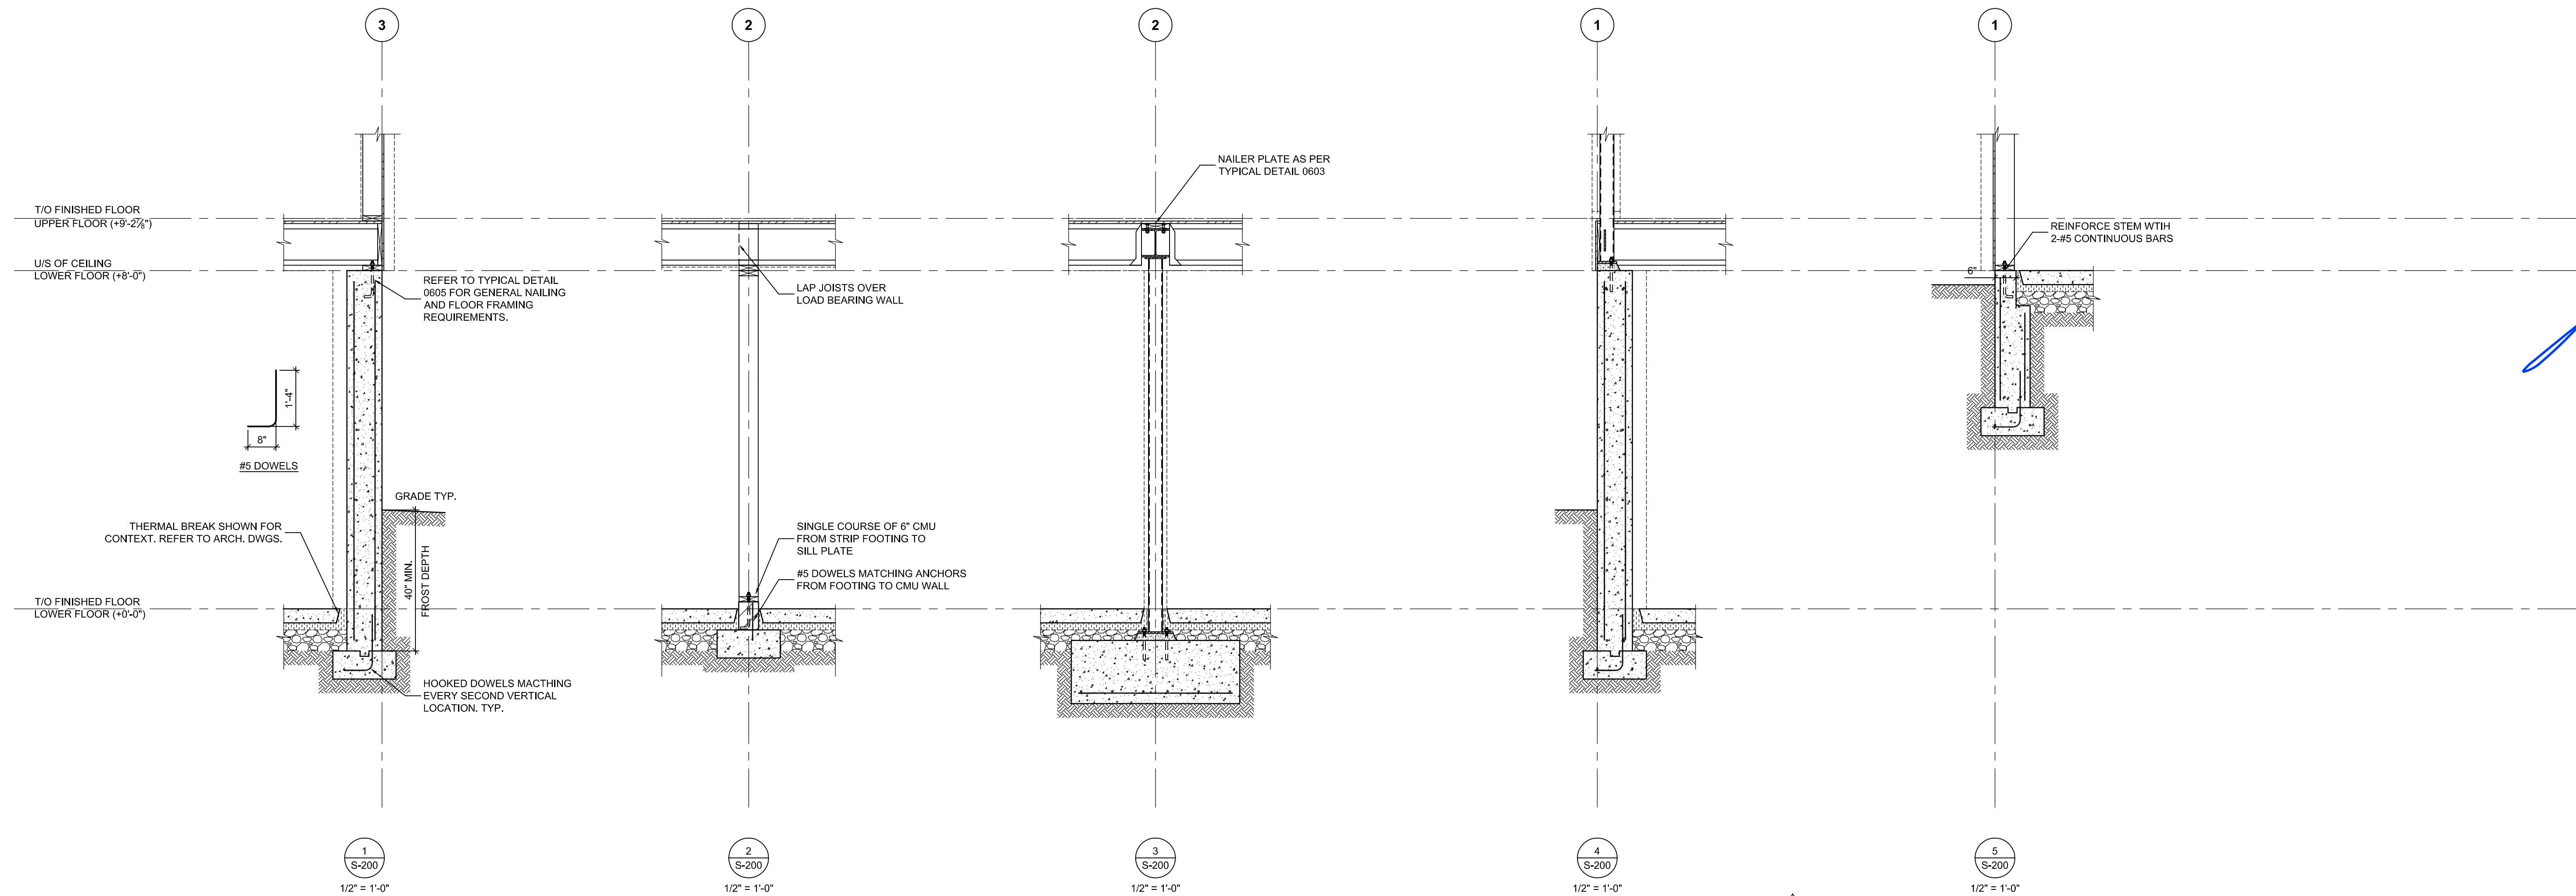 3
2
2
1
1
NAILER PLATE AS PER
TYPICAL DETAIL 0603
T/O FINISHED FLOOR
UPPER FLOOR (+9'-2⅞")
U/S OF CEILING
LOWER FLOOR (+8'-0")
REFER TO TYPICAL DETAIL
0605 FOR GENERAL NAILING
AND FLOOR FRAMING
REQUIREMENTS.
LAP JOISTS OVER
LOAD BEARING WALL
REINFORCE STEM WTIH
2-#5 CONTINUOUS BARS
6"
1'-4"
8"
#5 DOWELS
GRADE TYP.
THERMAL BREAK SHOWN FOR
CONTEXT. REFER TO ARCH. DWGS.
40" MIN.
FROST DEPTH
SINGLE COURSE OF 6" CMU
FROM STRIP FOOTING TO
SILL PLATE
#5 DOWELS MATCHING ANCHORS
FROM FOOTING TO CMU WALL
T/O FINISHED FLOOR
LOWER FLOOR (+0'-0")
HOOKED DOWELS MACTHING
EVERY SECOND VERTICAL
LOCATION. TYP.
1
S-200
1/2" = 1'-0"
2
S-200
1/2" = 1'-0"
3
S-200
1/2" = 1'-0"
4
S-200
1/2" = 1'-0"
5
S-200
1/2" = 1'-0"